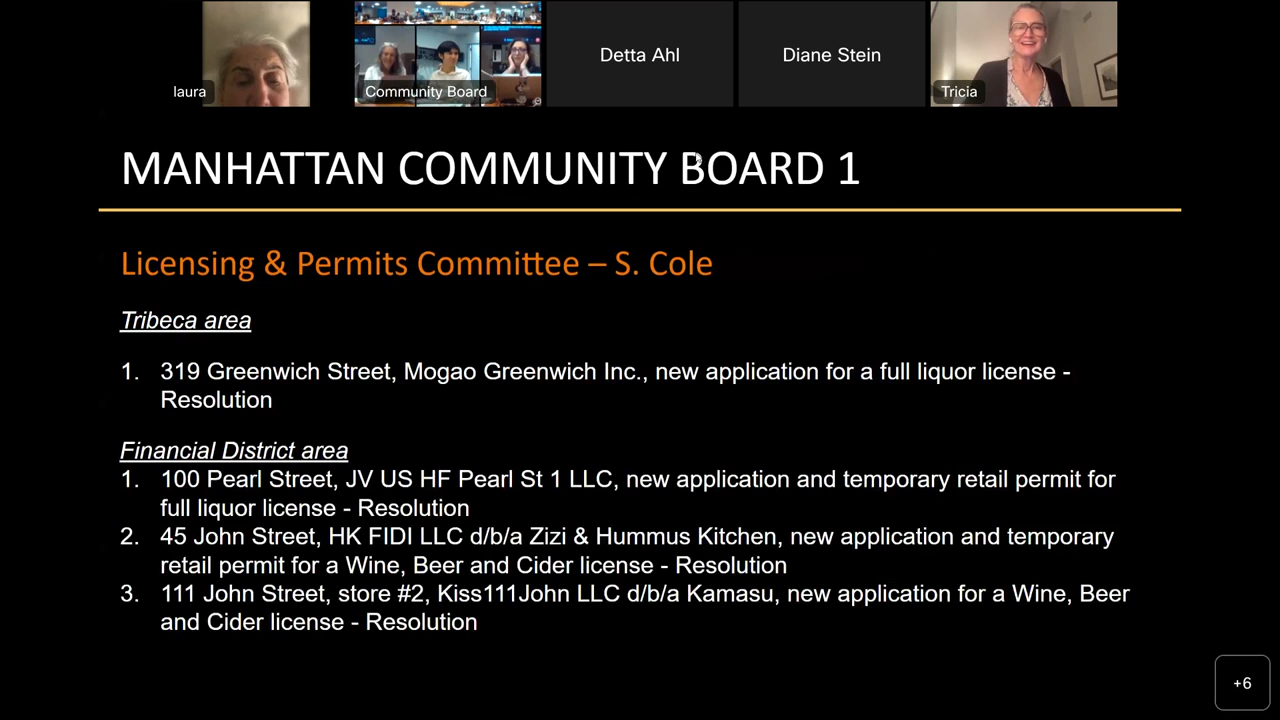 laura
Community Board
Detta Ahl
Diane Stein
Tricia
MANHATTAN COMMUNITY BOARD 1
Licensing & Permits Committee – S. Cole
Tribeca area
1. 319 Greenwich Street, Mogao Greenwich Inc., new application for a full liquor license -
Resolution
Financial District area
1. 100 Pearl Street, JV US HF Pearl St 1 LLC, new application and temporary retail permit for
full liquor license - Resolution
2. 45 John Street, HK FIDI LLC d/b/a Zizi & Hummus Kitchen, new application and temporary
retail permit for a Wine, Beer and Cider license - Resolution
3. 111 John Street, store #2, Kiss111John LLC d/b/a Kamasu, new application for a Wine, Beer
and Cider license - Resolution
+6